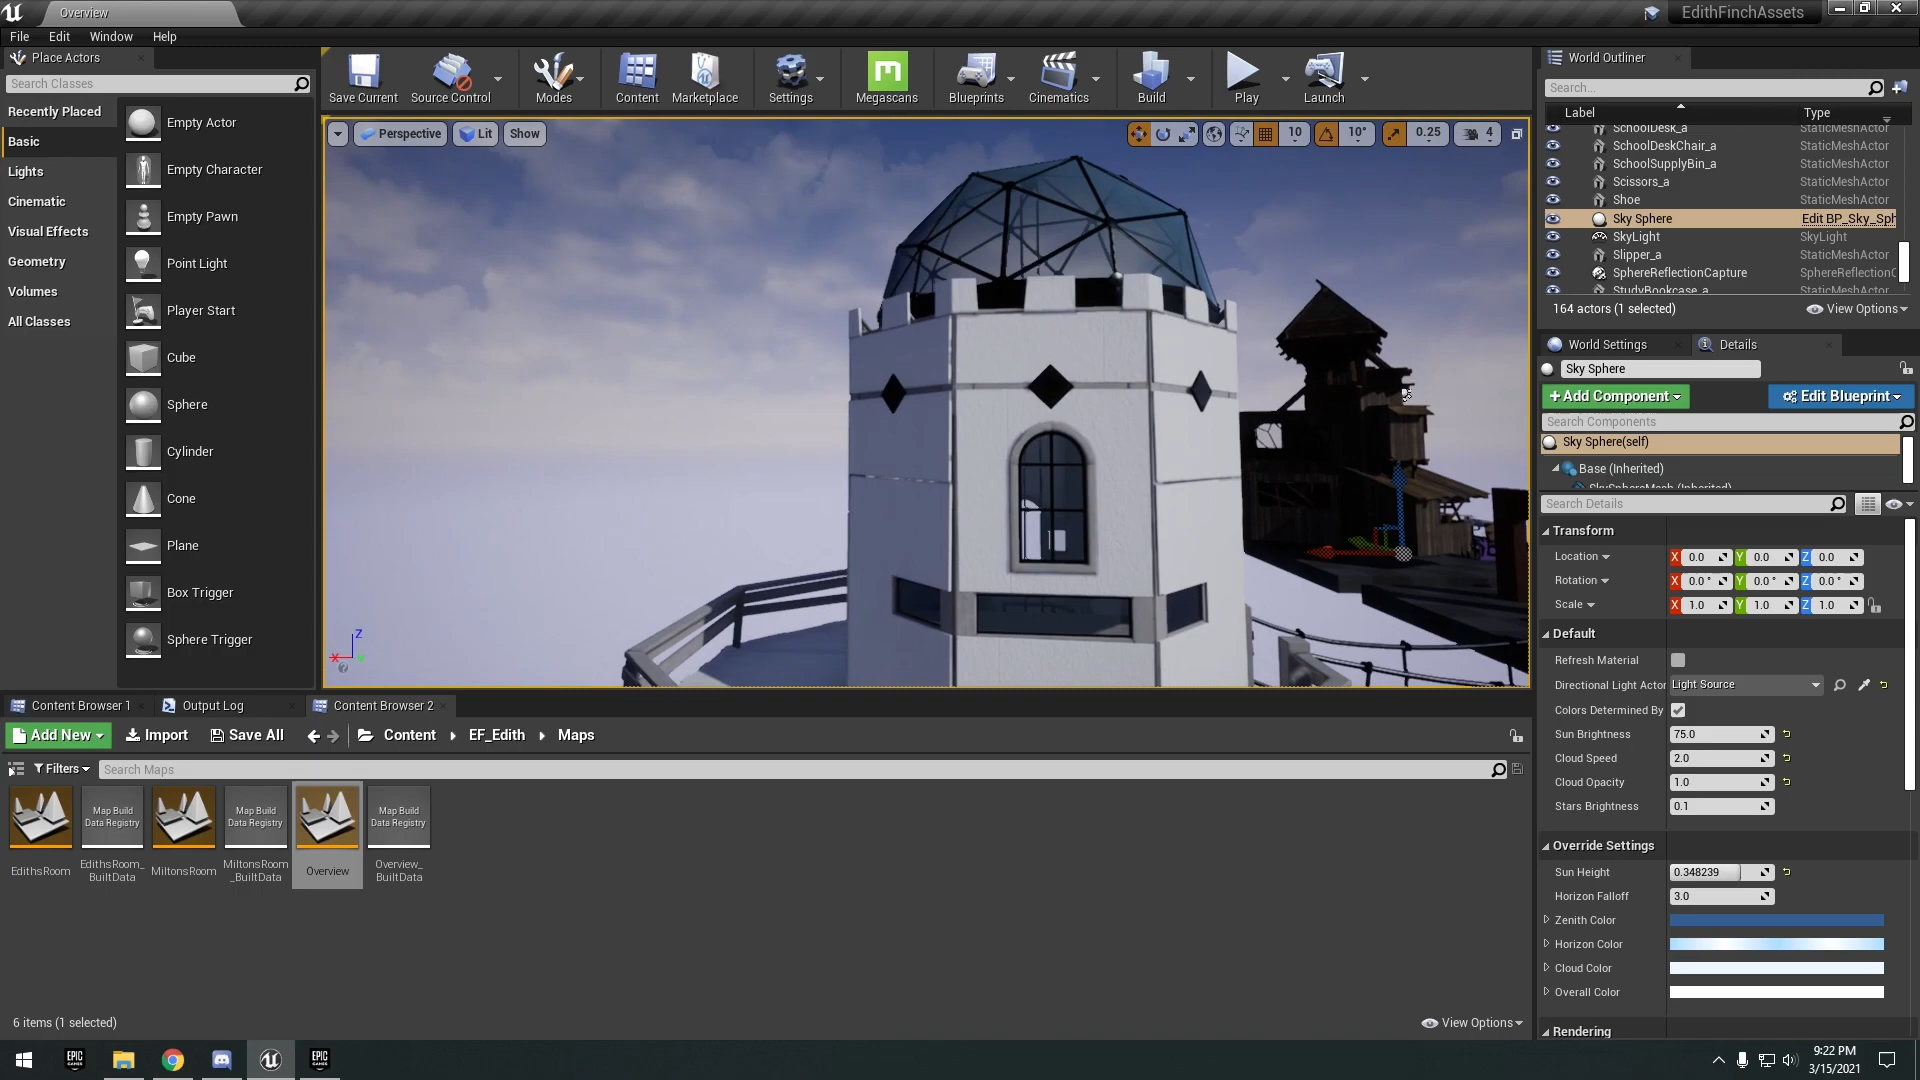 Overview
EdithFinchAssets
File Edit Window Help
Place Actors
Search Classes
Recently Placed
Basic
Lights
Cinematic
Visual Effects
Geometry
Volumes
All Classes
Empty Actor
Empty Character
Empty Pawn
Point Light
Player Start
Cube
Sphere
Cylinder
Cone
Plane
Box Trigger
Sphere Trigger
Save Current
Source Control
Modes
Content
Marketplace
Settings
Megascans
Blueprints
Cinematics
Build
Play
Launch
Perspective Lit Show
10 10° 0.25 4
World Outliner
Search...
Label Type
SchoolDesk_a StaticMeshActor
SchoolDeskChair_a StaticMeshActor
SchoolSupplyBin_a StaticMeshActor
Scissors_a StaticMeshActor
Shoe StaticMeshActor
Sky Sphere Edit BP_Sky_Sph
SkyLight SkyLight
Slipper_a StaticMeshActor
SphereReflectionCapture SphereReflectionC
StudyBookcase_a StaticMeshActor
164 actors (1 selected) View Options
World Settings Details
Sky Sphere
+Add Component Edit Blueprint
Search Components
Sky Sphere(self)
Base (Inherited)
SkySphereMesh (Inherited)
Search Details
Transform
Location X 0.0 Y 0.0 Z 0.0
Rotation X 0.0 ° Y 0.0 ° Z 0.0 °
Scale X 1.0 Y 1.0 Z 1.0
Default
Refresh Material
Directional Light Actor Light Source
Colors Determined By
Sun Brightness 75.0
Cloud Speed 2.0
Cloud Opacity 1.0
Stars Brightness 0.1
Override Settings
Sun Height 0.348239
Horizon Falloff 3.0
Zenith Color
Horizon Color
Cloud Color
Overall Color
Rendering
Z
X
Content Browser 1 Output Log Content Browser 2
Add New Import Save All Content EF_Edith Maps
Filters Search Maps
Map Build Data Registry
Map Build Data Registry
Map Build Data Registry
EdithsRoom
EdithsRoom_BuiltData
MiltonsRoom
MiltonsRoom_BuiltData
Overview
Overview_BuiltData
6 items (1 selected) View Options
EPIC GAMES
EPIC GAMES
9:22 PM
3/15/2021